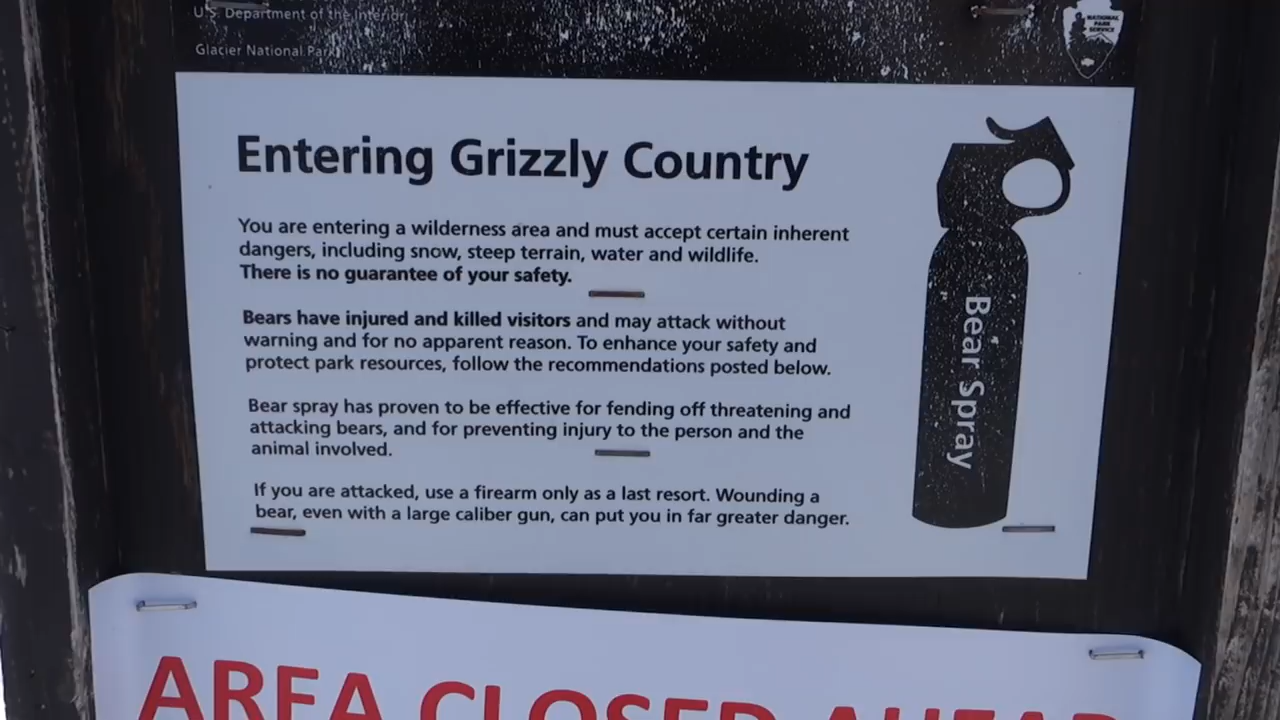 U.S. Department of the Interior
Glacier National Park
NATIONAL
PARK
SERVICE
Entering Grizzly Country
You are entering a wilderness area and must accept certain inherent
dangers, including snow, steep terrain, water and wildlife.
There is no guarantee of your safety.
Bears have injured and killed visitors and may attack without
warning and for no apparent reason. To enhance your safety and
protect park resources, follow the recommendations posted below.
Bear spray has proven to be effective for fending off threatening and
attacking bears, and for preventing injury to the person and the
animal involved.
If you are attacked, use a firearm only as a last resort. Wounding a
bear, even with a large caliber gun, can put you in far greater danger.
Bear Spray
AREA CLOSED AHEAD